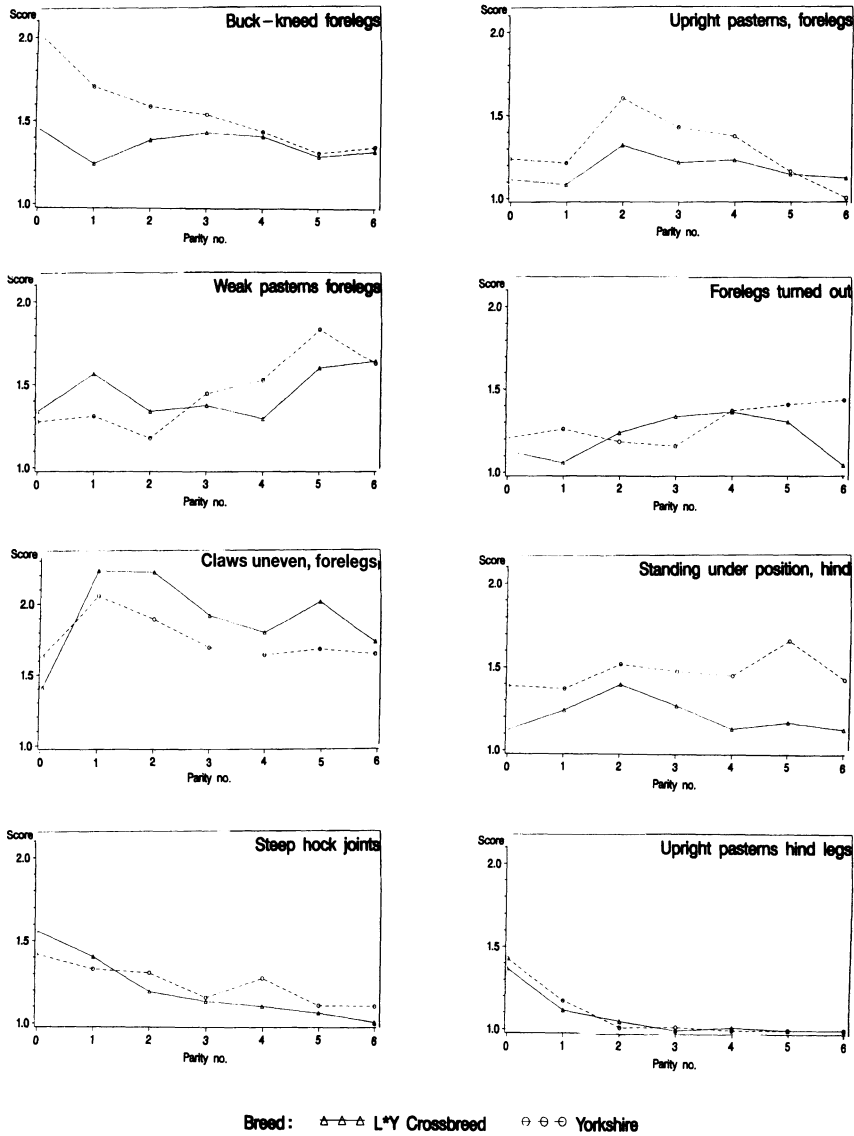 Score
Buck-kneed forelegs
2.0
1.5
1.0
0 1 2 3 4 5 6
Parity no.
Score
Upright pasterns, forelegs
2.0
1.5
1.0
0 1 2 3 4 5 6
Parity no.
Score
Weak pasterns forelegs
2.0
1.5
1.0
0 1 2 3 4 5 6
Parity no.
Score
Forelegs turned out
2.0
1.5
1.0
0 1 2 3 4 5 6
Parity no.
Score
Claws uneven, forelegs
2.0
1.5
1.0
0 1 2 3 4 5 6
Parity no.
Score
Standing under position, hind
2.0
1.5
1.0
0 1 2 3 4 5 6
Parity no.
Score
Steep hock joints
2.0
1.5
1.0
0 1 2 3 4 5 6
Parity no.
Score
Upright pasterns hind legs
2.0
1.5
1.0
0 1 2 3 4 5 6
Parity no.
Breed: L*Y Crossbreed Yorkshire